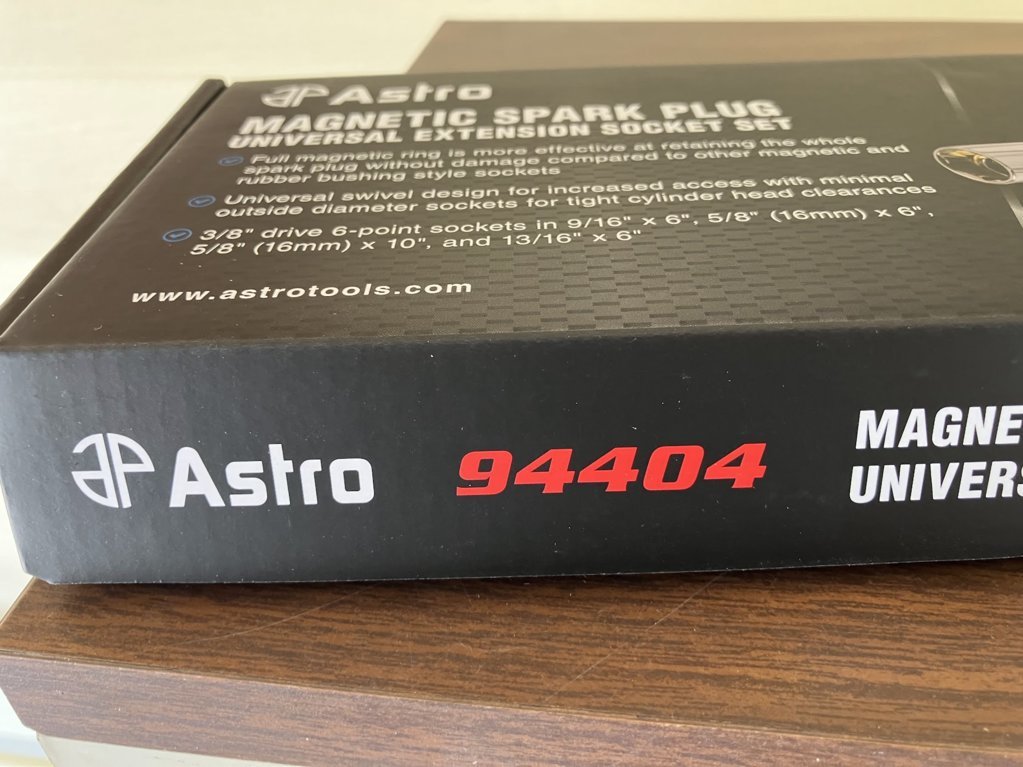 AP Astro
MAGNETIC SPARK PLUG
UNIVERSAL EXTENSION SOCKET SET
Full magnetic ring is more effective at retaining the whole
spark plug without damage compared to other magnetic and
rubber bushing style sockets
Universal swivel design for increased access with minimal
outside diameter sockets for tight cylinder head clearances
3/8" drive 6-point sockets in 9/16" x 6", 5/8" (16mm) x 6",
5/8" (16mm) x 10", and 13/16" x 6"
www.astrotools.com
AP Astro 94404 MAGNE
UNIVERS